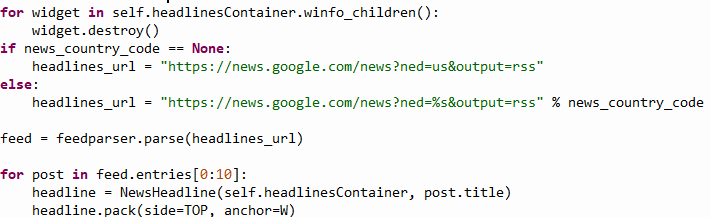 for widget in self.headlinesContainer.winfo_children():
    widget.destroy()
if news_country_code == None:
    headlines_url = "https://news.google.com/news?ned=us&output=rss"
else:
    headlines_url = "https://news.google.com/news?ned=%s&output=rss" % news_country_code

feed = feedparser.parse(headlines_url)

for post in feed.entries[0:10]:
    headline = NewsHeadline(self.headlinesContainer, post.title)
    headline.pack(side=TOP, anchor=W)